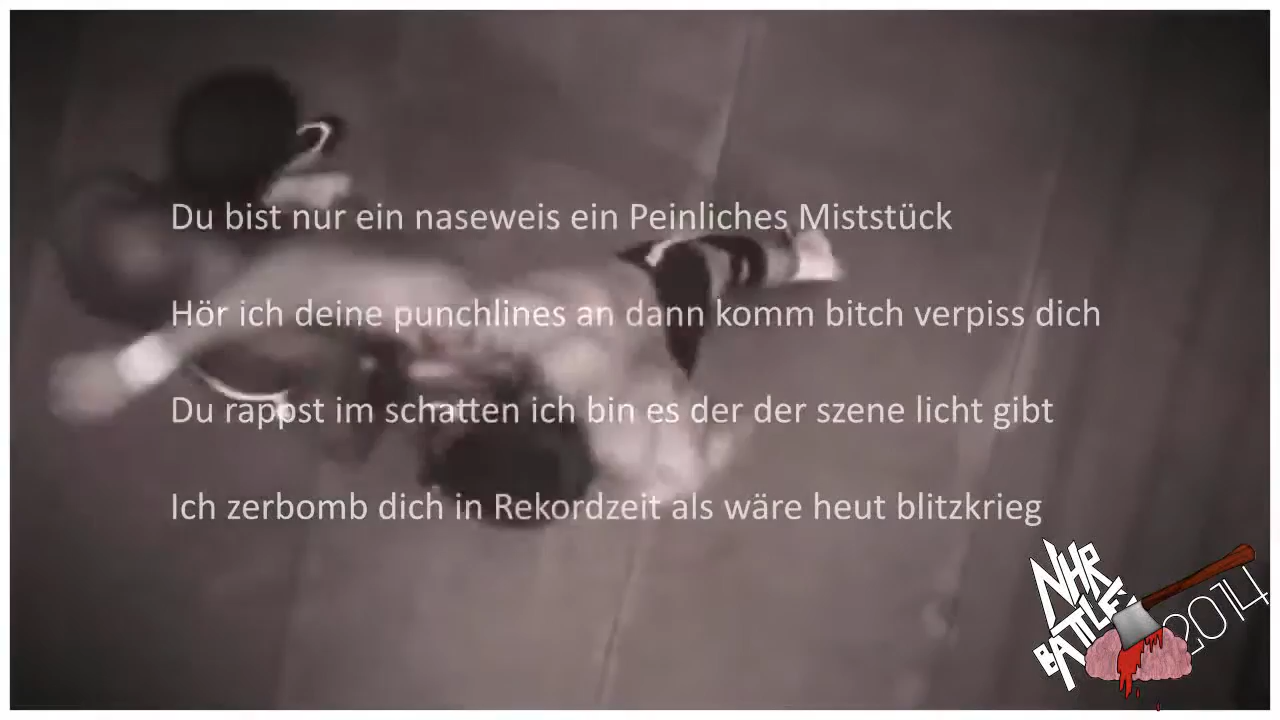 Du bist nur ein naseweis ein Peinliches Miststück
Hör ich deine punchlines an dann komm bitch verpiss dich
Du rappst im schatten ich bin es der der szene licht gibt
Ich zerbomb dich in Rekordzeit als wäre heut blitzkrieg
NHR
BATTLE
2014